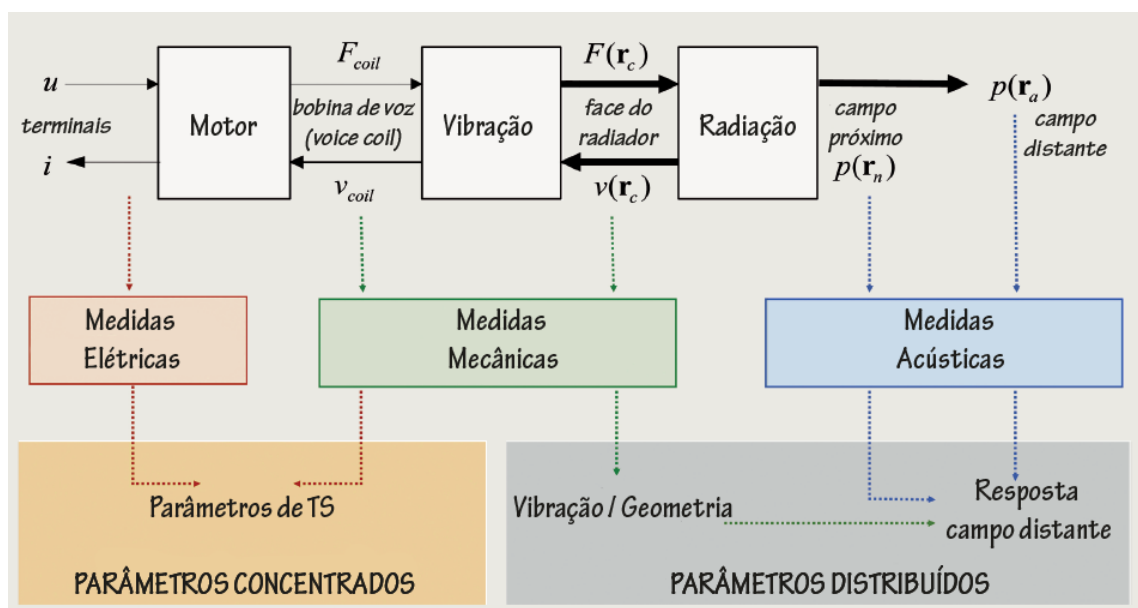 u
terminais
i
Motor
F_coil
bobina de voz
(voice coil)
v_coil
Vibração
F(r_c)
face do
radiador
v(r_c)
Radiação
campo
próximo
p(r_n)
p(r_a)
campo
distante
Medidas
Elétricas
Medidas
Mecânicas
Medidas
Acústicas
Parâmetros de TS
Vibração / Geometria
Resposta
campo distante
PARÂMETROS CONCENTRADOS
PARÂMETROS DISTRIBUÍDOS